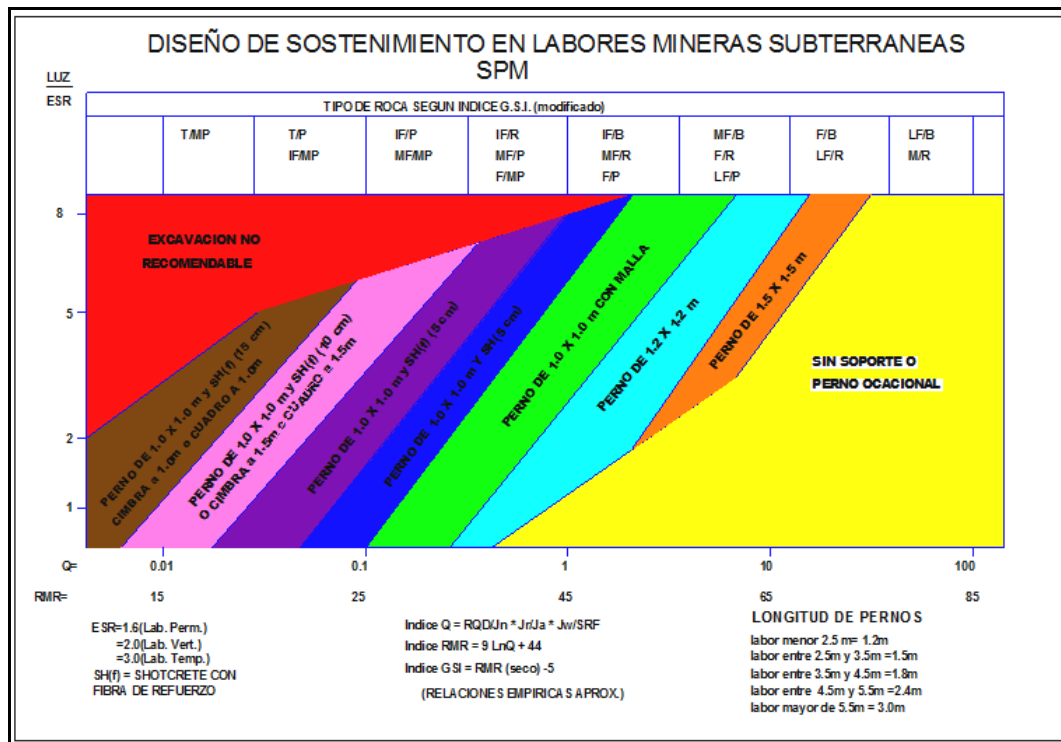 DISEÑO DE SOSTENIMIENTO EN LABORES MINERAS SUBTERRANEAS
SPM
LUZ
ESR
TIPO DE ROCA SEGUN INDICE G.S.I. (modificado)
T/MP
T/P
IF/MP
IF/P
MF/MP
IF/R
MF/P
F/MP
IF/B
MF/R
F/P
MF/B
F/R
LF/P
F/B
LF/R
LF/B
M/R
8
5
2
1
EXCAVACION NO
RECOMENDABLE
PERNO DE 1.0 X 1.0 m y SH(f) (15 cm)
CIMBRA a 1.0m o CUADRO A 1.0m
PERNO DE 1.0 X 1.0 m y SH(f) (10 cm)
O CIMBRA a 1.5m o CUADRO a 1.5m
PERNO DE 1.0 X 1.0 m y SH(f) (5 cm)
PERNO DE 1.0 X 1.0 m Y SH(5 cm)
PERNO DE 1.0 X 1.0 m CON MALLA
PERNO DE 1.2 X 1.2 m
PERNO DE 1.5 X 1-5 m
SIN SOPORTE O
PERNO OCACIONAL
Q= 0.01 0.1 1 10 100
RMR= 15 25 45 65 85
ESR=1.6(Lab. Perm.)
=2.0(Lab. Vert.)
=3.0(Lab. Temp.)
SH(f) = SHOTCRETE CON
FIBRA DE REFUERZO
Indice Q = RQD/Jn * Jr/Ja * Jw/SRF
Indice RMR = 9 LnQ + 44
Indice GSI = RMR (seco) -5
(RELACIONES EMPIRICAS APROX.)
LONGITUD DE PERNOS
labor menor 2.5 m= 1.2m
labor entre 2.5m y 3.5m =1.5m
labor entre 3.5m y 4.5m =1.8m
labor entre 4.5m y 5.5m =2.4m
labor mayor de 5.5m = 3.0m